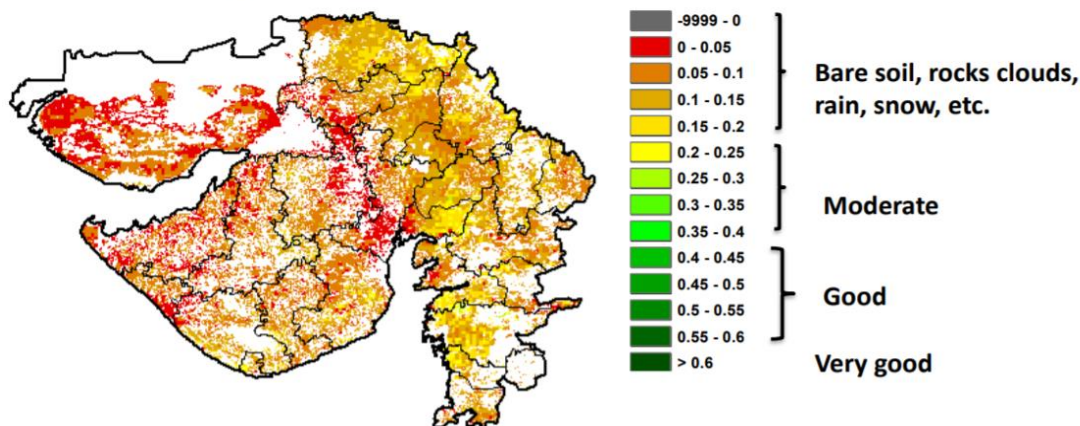 -9999 - 0
0 - 0.05
0.05 - 0.1
0.1 - 0.15
0.15 - 0.2
0.2 - 0.25
0.25 - 0.3
0.3 - 0.35
0.35 - 0.4
0.4 - 0.45
0.45 - 0.5
0.5 - 0.55
0.55 - 0.6
> 0.6
Bare soil, rocks clouds,
rain, snow, etc.
Moderate
Good
Very good